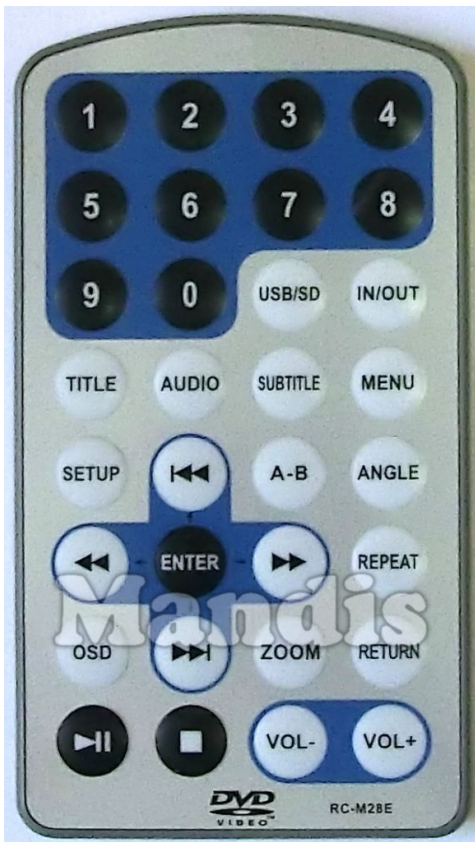 1 2 3 4
5 6 7 8
9 0 USB/SD IN/OUT
TITLE AUDIO SUBTITLE MENU
SETUP A-B ANGLE
ENTER REPEAT
Mandis
OSD ZOOM RETURN
VOL- VOL+
DVD
VIDEO
RC-M28E